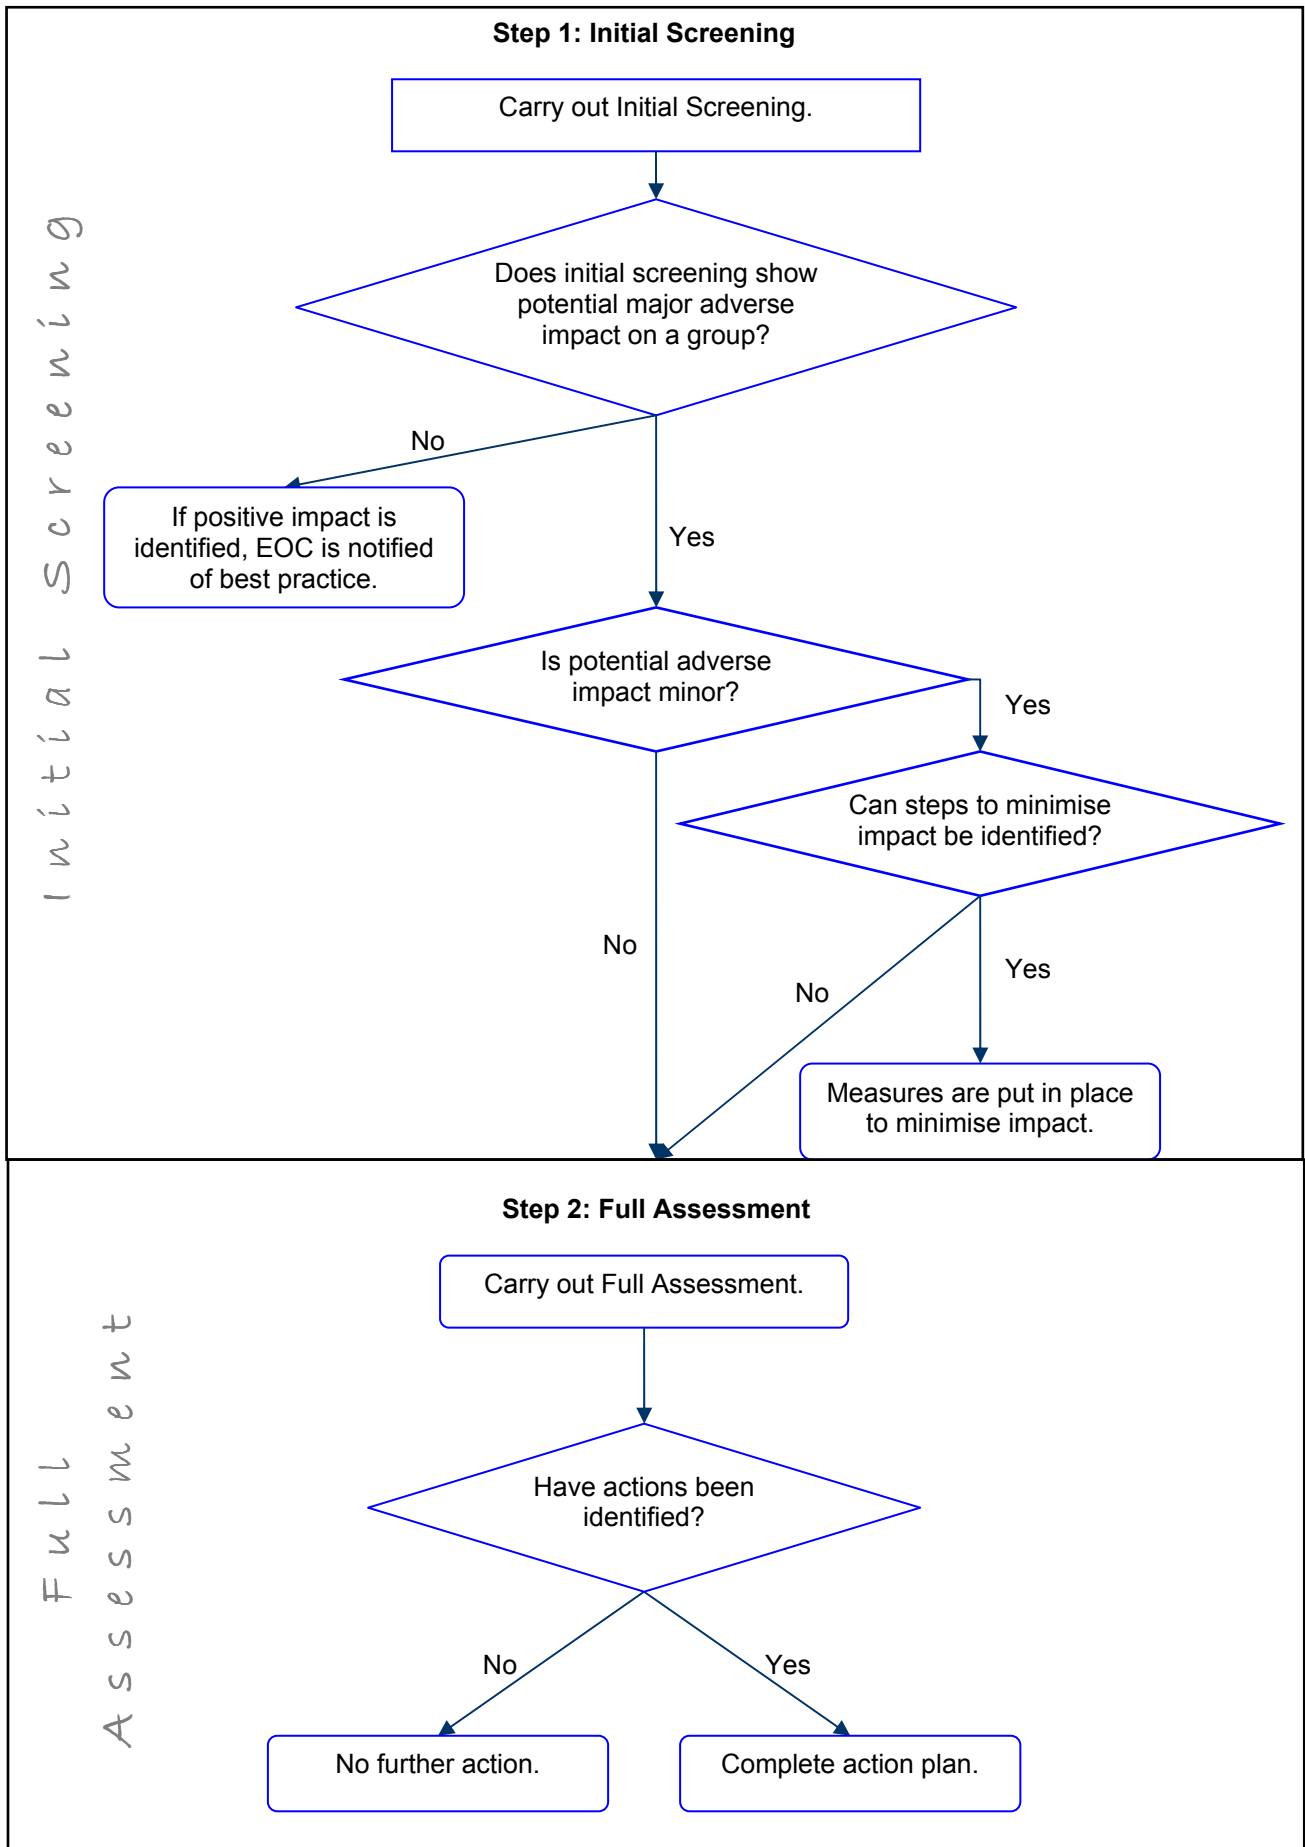 Step 1: Initial Screening
Carry out Initial Screening.
Initial Screening
Does initial screening show
potential major adverse
impact on a group?
No
If positive impact is
identified, EOC is notified
of best practice.
Yes
Is potential adverse
impact minor?
Yes
Can steps to minimise
impact be identified?
No
No
Yes
Measures are put in place
to minimise impact.
Step 2: Full Assessment
Carry out Full Assessment.
Full
Assessment
Have actions been
identified?
No
Yes
No further action.
Complete action plan.